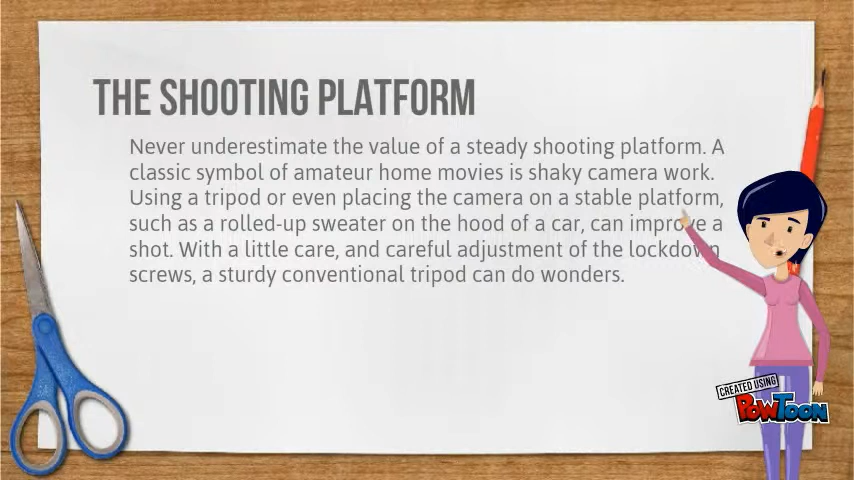 THE SHOOTING PLATFORM
Never underestimate the value of a steady shooting platform. A
classic symbol of amateur home movies is shaky camera work.
Using a tripod or even placing the camera on a stable platform,
such as a rolled-up sweater on the hood of a car, can improve a
shot. With a little care, and careful adjustment of the lockdown
screws, a sturdy conventional tripod can do wonders.
CREATED USING
POWTOON